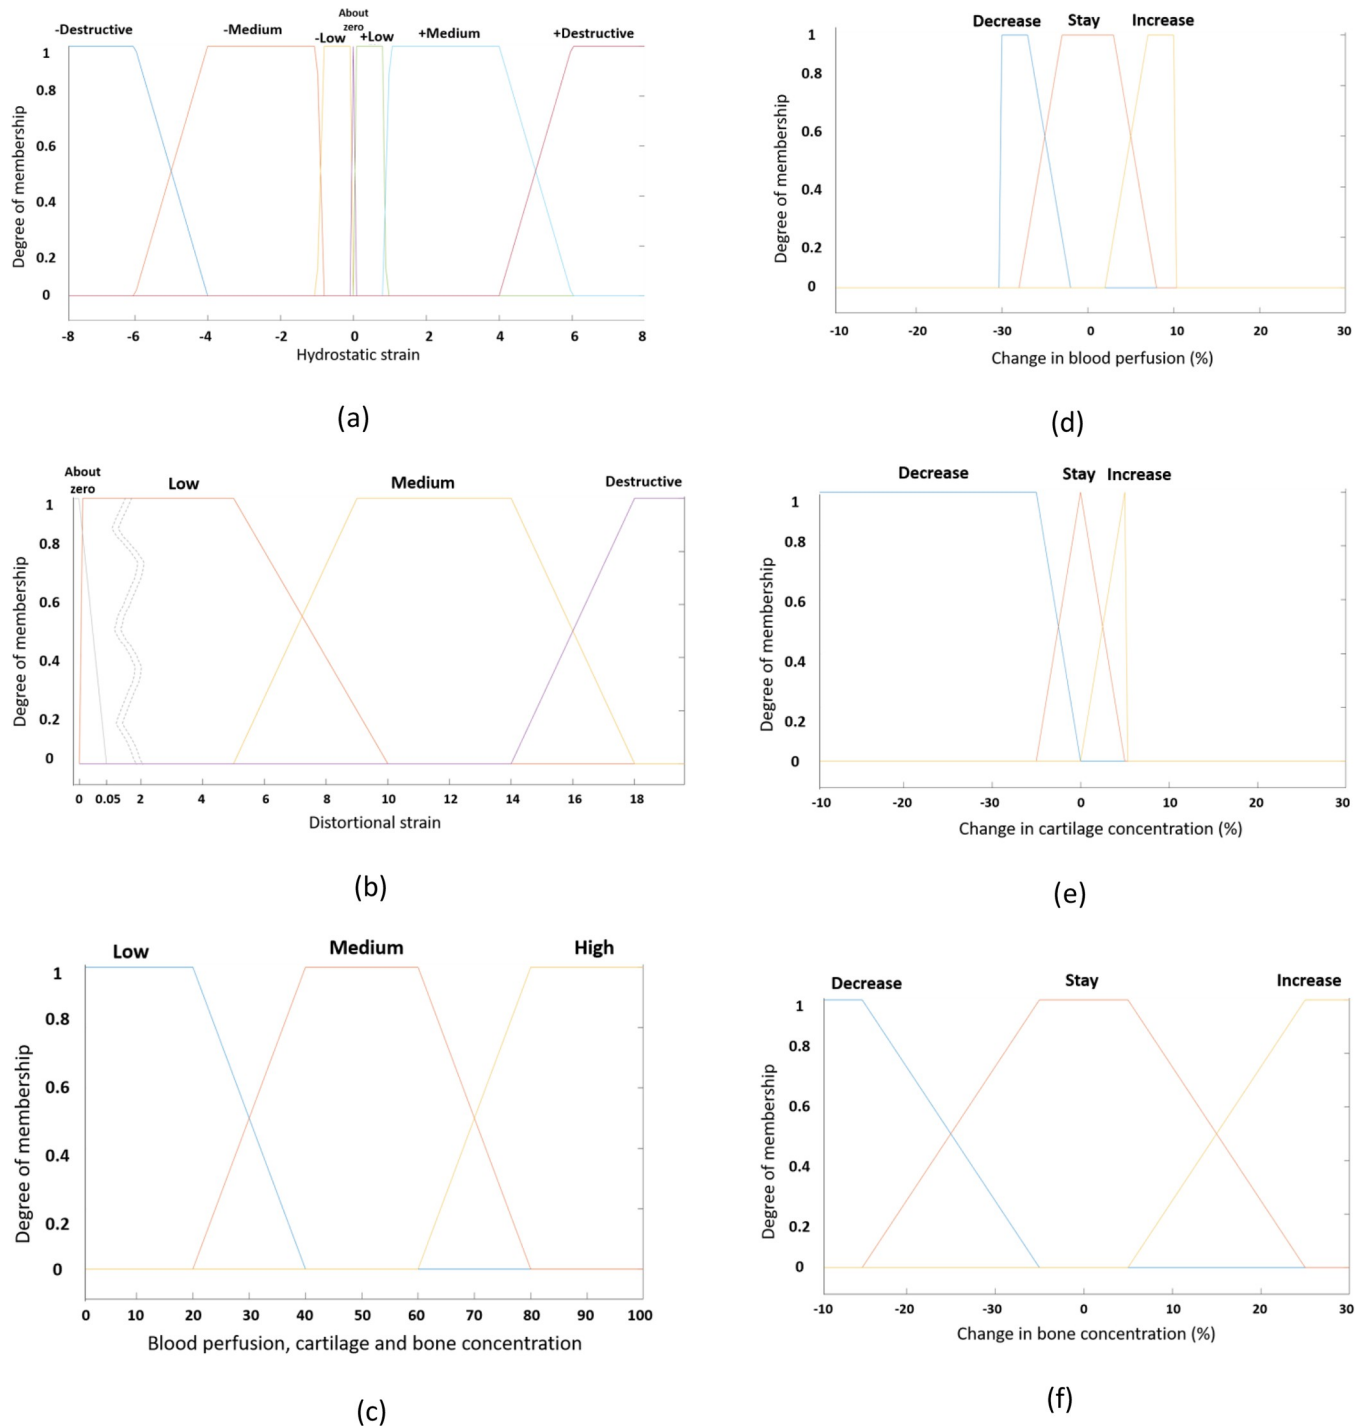 About
zero
-Destructive -Medium -Low +Low +Medium +Destructive
1
0.8
0.6
0.4
0.2
0
Degree of membership
-8 -6 -4 -2 0 2 4 6 8
Hydrostatic strain
(a)
Decrease Stay Increase
1
0.8
0.6
0.4
0.2
0
Degree of membership
-10 -20 -30 0 10 20 30
Change in blood perfusion (%)
(d)
About
zero
Low Medium Destructive
1
0.8
0.6
0.4
0.2
0
Degree of membership
0 0.05 2 4 6 8 10 12 14 16 18
Distortional strain
(b)
Decrease Stay Increase
1
0.8
0.6
0.4
0.2
0
Degree of membership
-10 -20 -30 0 10 20 30
Change in cartilage concentration (%)
(e)
Low Medium High
1
0.8
0.6
0.4
0.2
0
Degree of membership
0 10 20 30 40 50 60 70 80 90 100
Blood perfusion, cartilage and bone concentration
(c)
Decrease Stay Increase
1
0.8
0.6
0.4
0.2
0
Degree of membership
-10 -20 -30 0 10 20 30
Change in bone concentration (%)
(f)